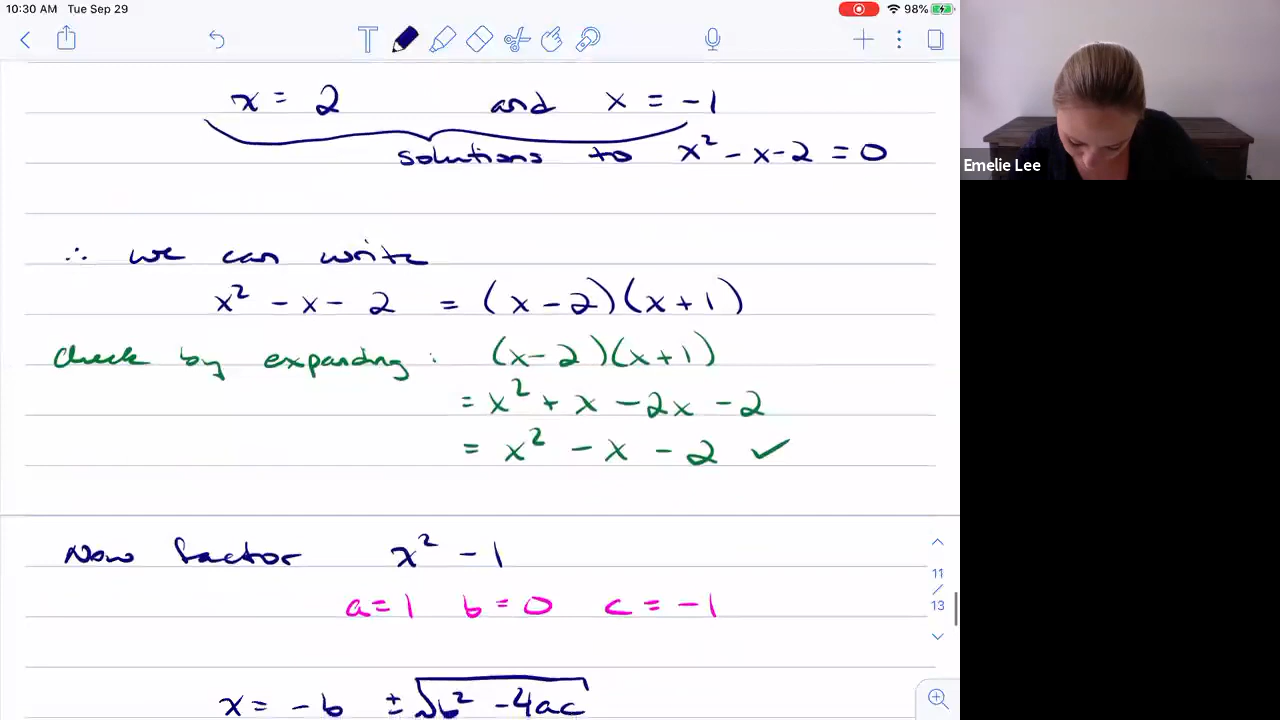 10:30 AM Tue Sep 29
98%
T
x = 2 and x = -1
solutions to x² - x - 2 = 0
Emelie Lee
∴ we can write
x² - x - 2 = (x - 2)(x + 1)
check by expanding : (x - 2)(x + 1)
= x² + x - 2x - 2
= x² - x - 2 ✓
Now factor x² - 1
a = 1 b = 0 c = -1
11
/
13
x = -b ± √b² - 4ac